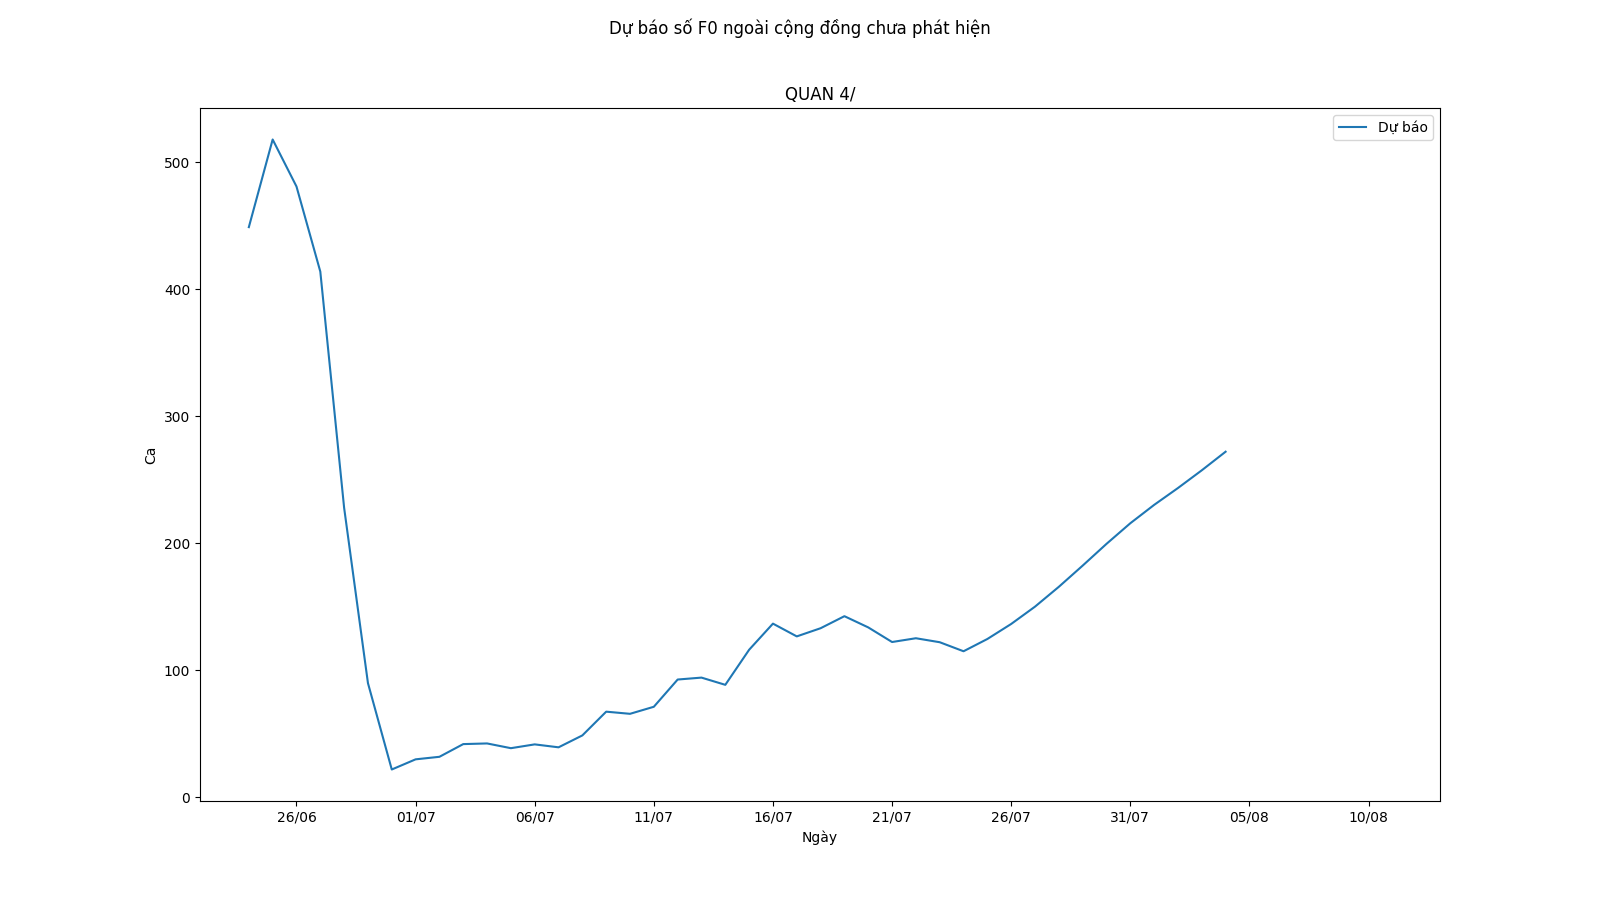 Dự báo số F0 ngoài cộng đồng chưa phát hiện
QUAN 4/
Dự báo
500
400
300
200
100
0
Ca
26/06 01/07 06/07 11/07 16/07 21/07 26/07 31/07 05/08 10/08
Ngày